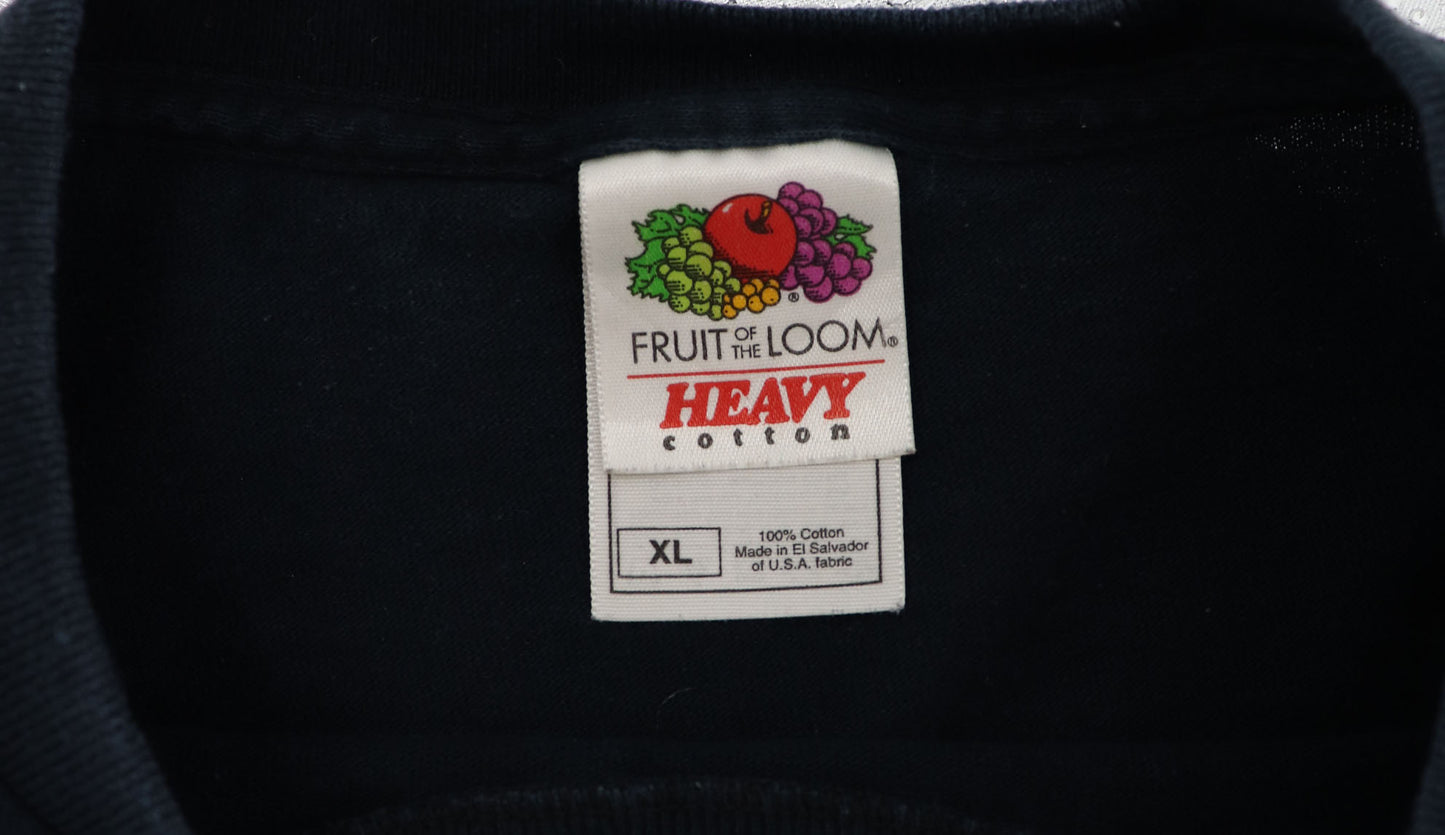 ®
FRUIT OF THE LOOM®
HEAVY
cotton
XL
100% Cotton
Made in El Salvador
of U.S.A. fabric